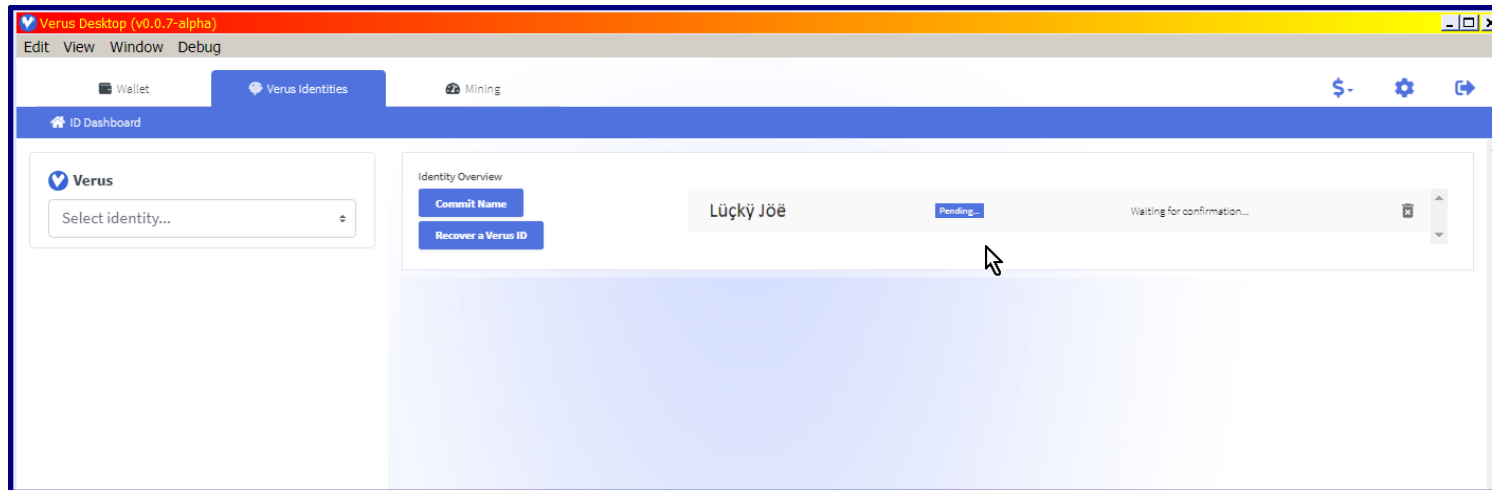 Verus Desktop (v0.0.7-alpha)
Edit View Window Debug
Wallet
Verus Identities
Mining
$
ID Dashboard
Verus
Select identity...
Identity Overview
Commit Name
Recover a Verus ID
Lüçkÿ Jöë
Pending...
Waiting for confirmation...